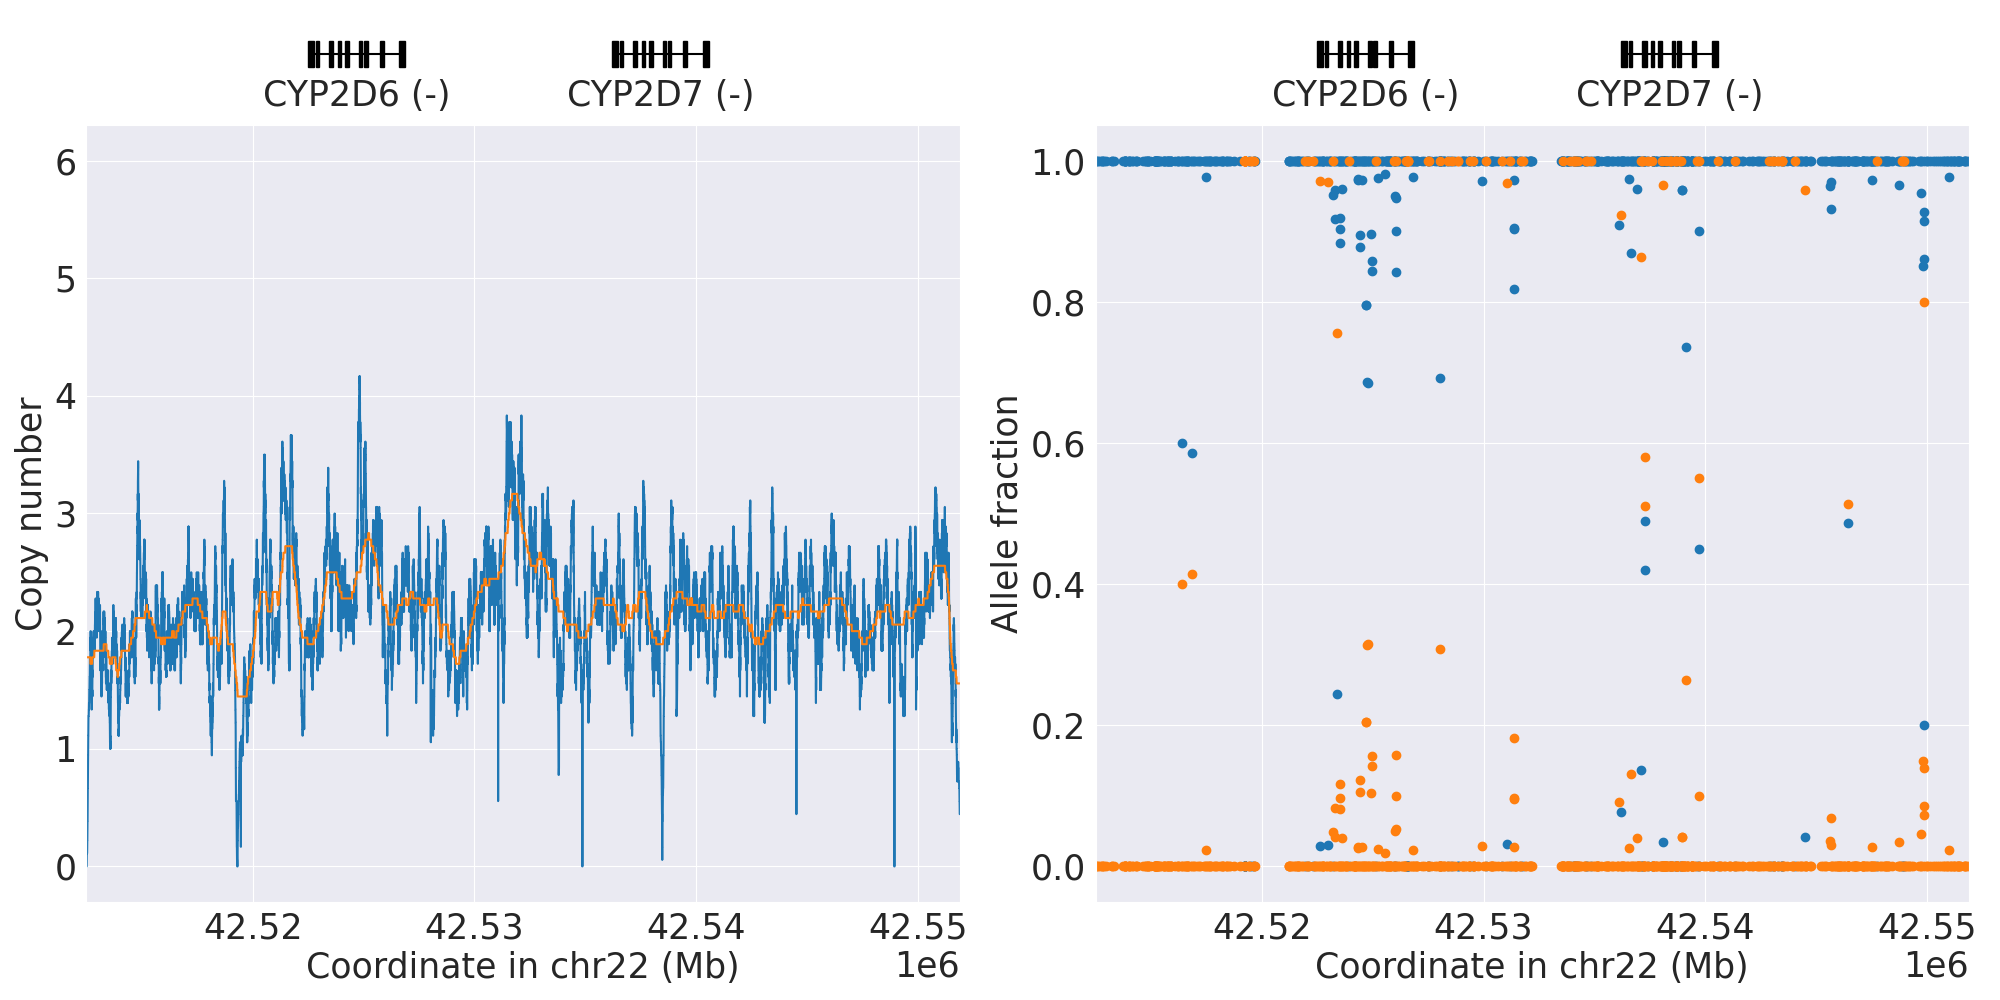 CYP2D6 (-)
CYP2D7 (-)
6
5
4
3
2
1
0
Copy number
42.52
42.53
42.54
42.55
Coordinate in chr22 (Mb)
1e6
CYP2D6 (-)
CYP2D7 (-)
1.0
0.8
0.6
0.4
0.2
0.0
Allele fraction
42.52
42.53
42.54
42.55
Coordinate in chr22 (Mb)
1e6